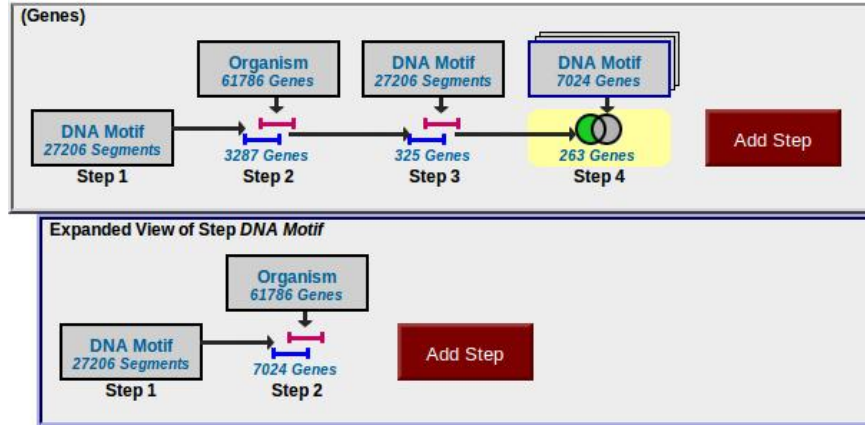 (Genes)
Organism
61786 Genes
DNA Motif
27206 Segments
DNA Motif
7024 Genes
DNA Motif
27206 Segments
Step 1
3287 Genes
Step 2
325 Genes
Step 3
263 Genes
Step 4
Add Step
Expanded View of Step DNA Motif
Organism
61786 Genes
DNA Motif
27206 Segments
Step 1
7024 Genes
Step 2
Add Step